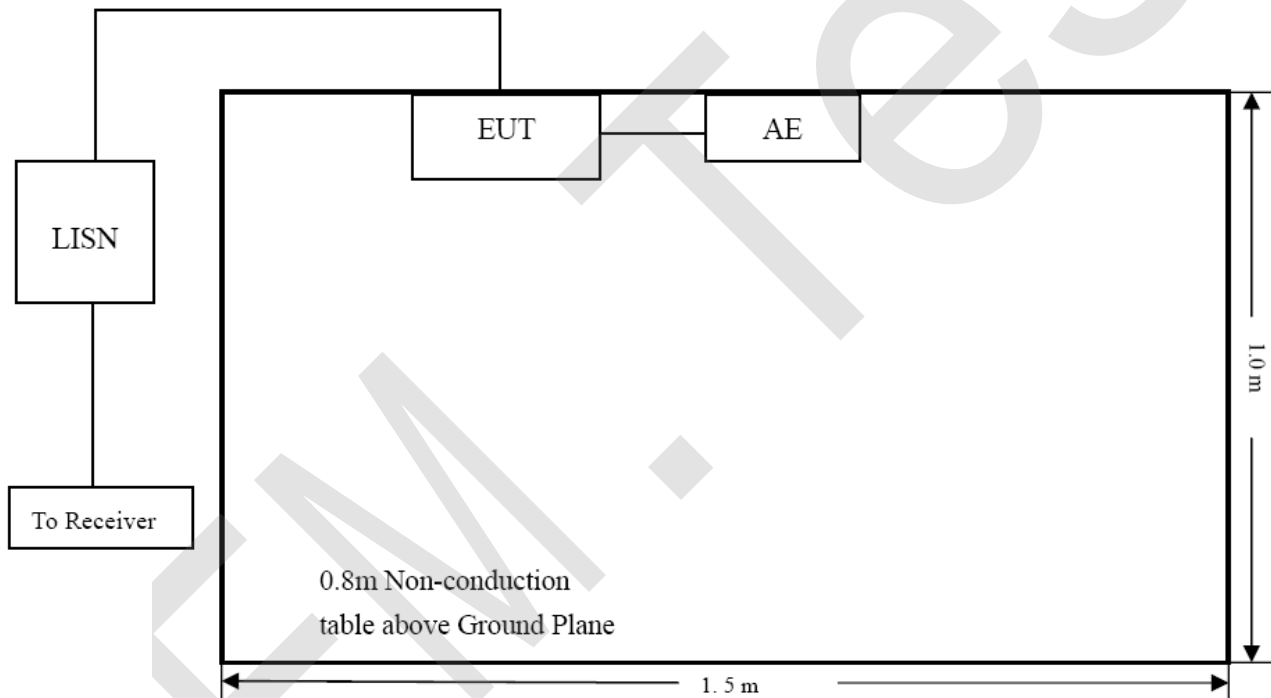 EUT
AE
LISN
1.0 m
To Receiver
0.8m Non-conduction
table above Ground Plane
1. 5 m